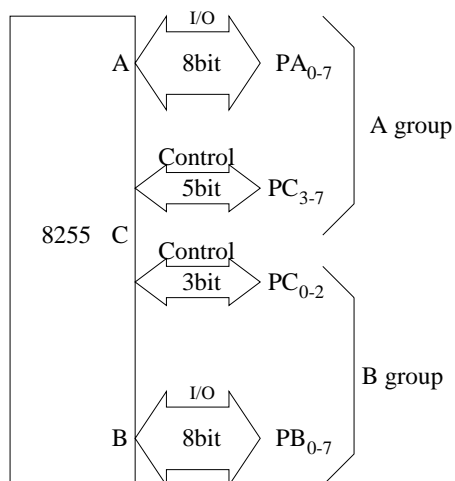 I/O
A 8bit PA0-7
A group
Control
5bit PC3-7
8255 C
Control
3bit PC0-2
B group
I/O
B 8bit PB0-7